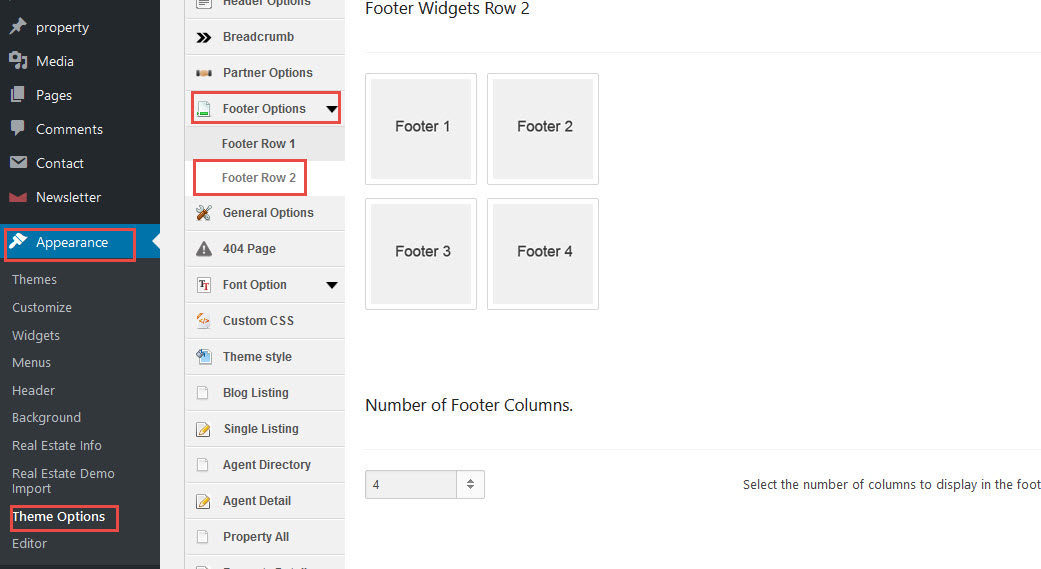 property
Media
Pages
Comments
Contact
Newsletter
Appearance
Themes
Customize
Widgets
Menus
Header
Background
Real Estate Info
Real Estate Demo
Import
Theme Options
Editor
Header Options
Breadcrumb
Partner Options
Footer Options
Footer Row 1
Footer Row 2
General Options
404 Page
Font Option
Custom CSS
Theme style
Blog Listing
Single Listing
Agent Directory
Agent Detail
Property All
Footer Widgets Row 2
Footer 1
Footer 2
Footer 3
Footer 4
Number of Footer Columns.
4
Select the number of columns to display in the foot